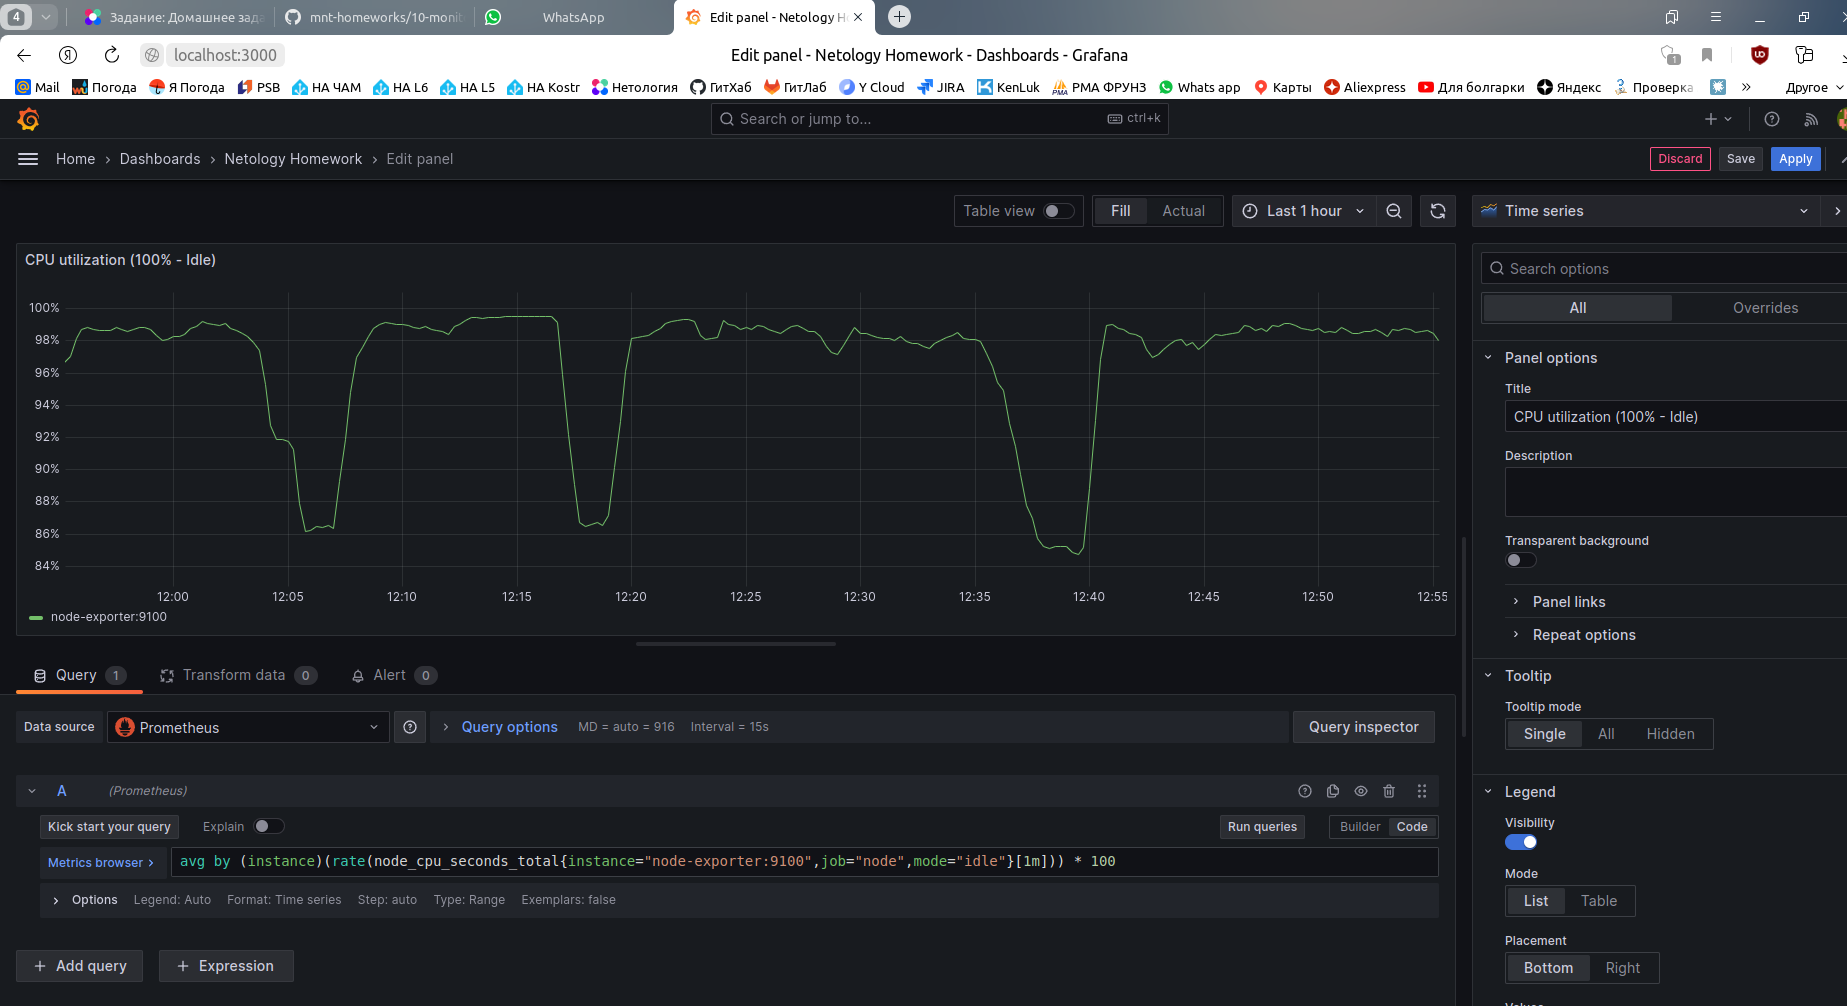 4 Задание: Домашнее зада mnt-homeworks/10-monit WhatsApp Edit panel - Netology H
Я localhost:3000 Edit panel - Netology Homework - Dashboards - Grafana 1
Mail Погода Я Погода PSB НА ЧАМ НА L6 НА L5 НА Kostr Нетология ГитХаб ГитЛаб Y Cloud JIRA KenLuk PMA РМА ФРУНЗ Whats app Карты Aliexpress Для болгарки Яндекс Проверка » Другое
Search or jump to... ctrl+k
Home › Dashboards › Netology Homework › Edit panel Discard Save Apply
Table view Fill Actual Last 1 hour Time series
CPU utilization (100% - Idle)
100%
98%
96%
94%
92%
90%
88%
86%
84%
12:00 12:05 12:10 12:15 12:20 12:25 12:30 12:35 12:40 12:45 12:50 12:55
node-exporter:9100
Query 1 Transform data 0 Alert 0
Data source Prometheus Query options MD = auto = 916 Interval = 15s Query inspector
A (Prometheus)
Kick start your query Explain Run queries Builder Code
Metrics browser › avg by (instance)(rate(node_cpu_seconds_total{instance="node-exporter:9100",job="node",mode="idle"}[1m])) * 100
Options Legend: Auto Format: Time series Step: auto Type: Range Exemplars: false
+ Add query + Expression
Search options
All Overrides
Panel options
Title
CPU utilization (100% - Idle)
Description
Transparent background
Panel links
Repeat options
Tooltip
Tooltip mode
Single All Hidden
Legend
Visibility
Mode
List Table
Placement
Bottom Right